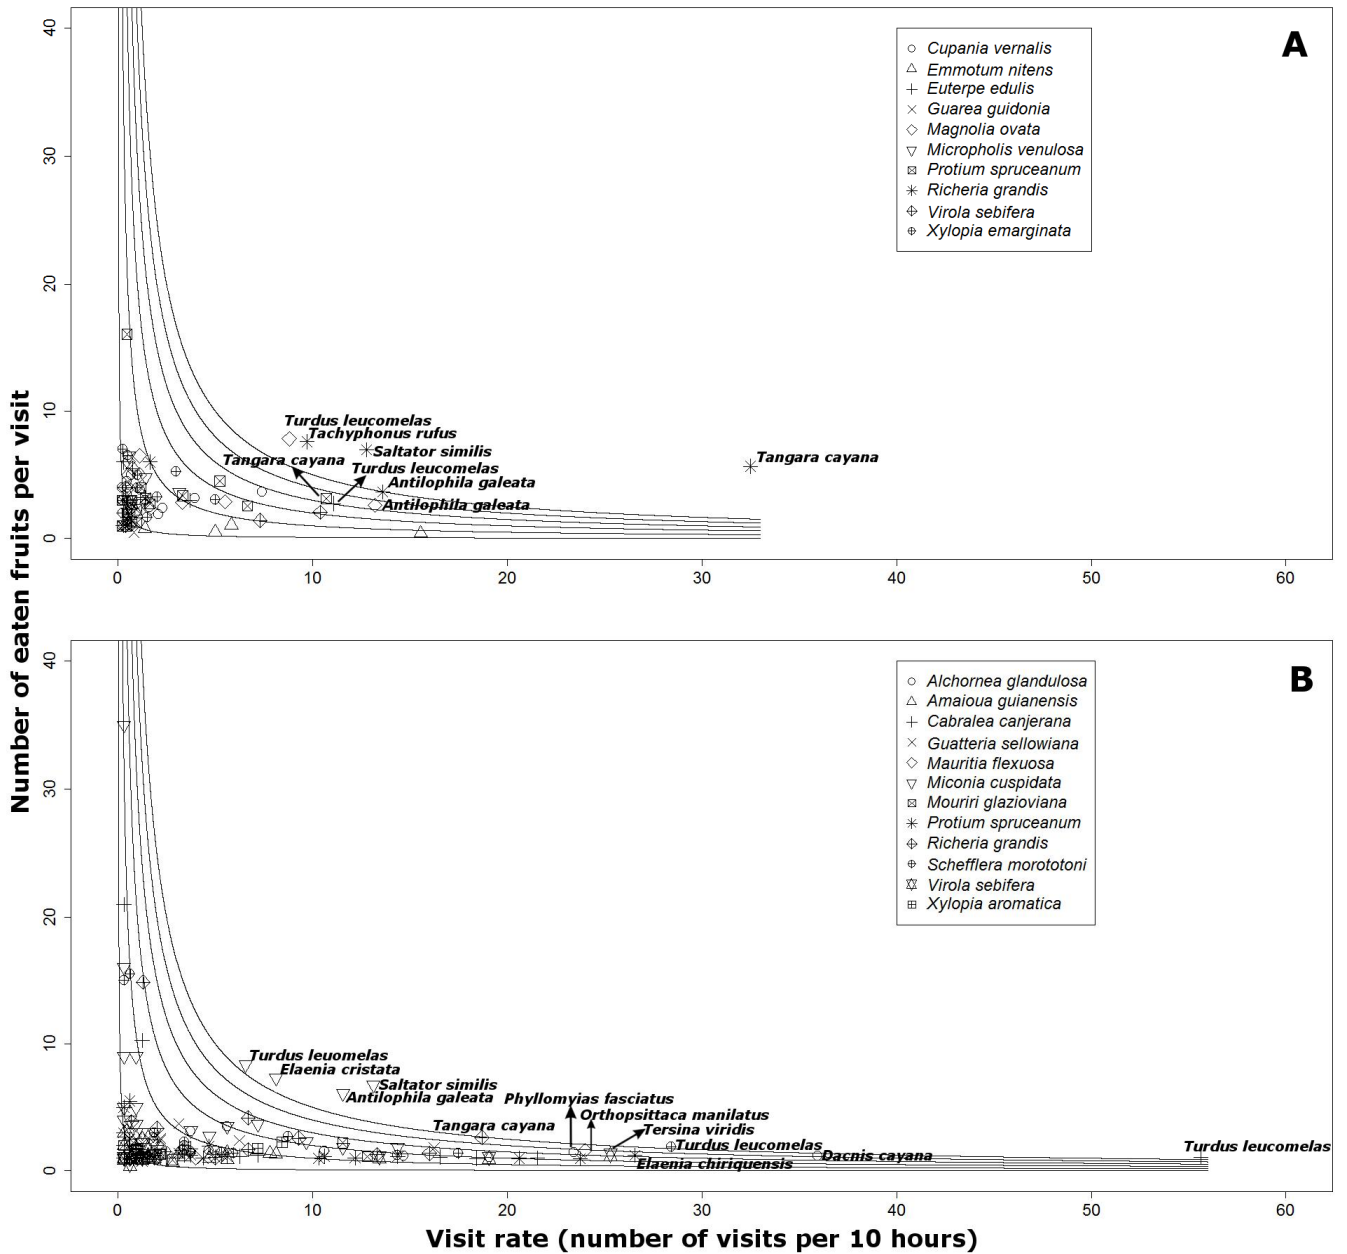 A
Cupania vernalis
Emmotum nitens
Euterpe edulis
Guarea guidonia
Magnolia ovata
Micropholis venulosa
Protium spruceanum
Richeria grandis
Virola sebifera
Xylopia emarginata
40
30
20
10
0
Turdus leucomelas
Tachyphonus rufus
Saltator similis
Tangara cayana
Tangara cayana
Turdus leucomelas
Antilophila galeata
Antilophila galeata
0 10 20 30 40 50 60
Number of eaten fruits per visit
B
Alchornea glandulosa
Amaioua guianensis
Cabralea canjerana
Guatteria sellowiana
Mauritia flexuosa
Miconia cuspidata
Mouriri glazioviana
Protium spruceanum
Richeria grandis
Schefflera morototoni
Virola sebifera
Xylopia aromatica
40
30
20
10
0
Turdus leuomelas
Elaenia cristata
Saltator similis
Antilophila galeata
Phyllomyias fasciatus
Orthopsittaca manilatus
Tangara cayana
Tersina viridis
Turdus leucomelas
Turdus leucomelas
Dacnis cayana
Elaenia chiriquensis
0 10 20 30 40 50 60
Visit rate (number of visits per 10 hours)